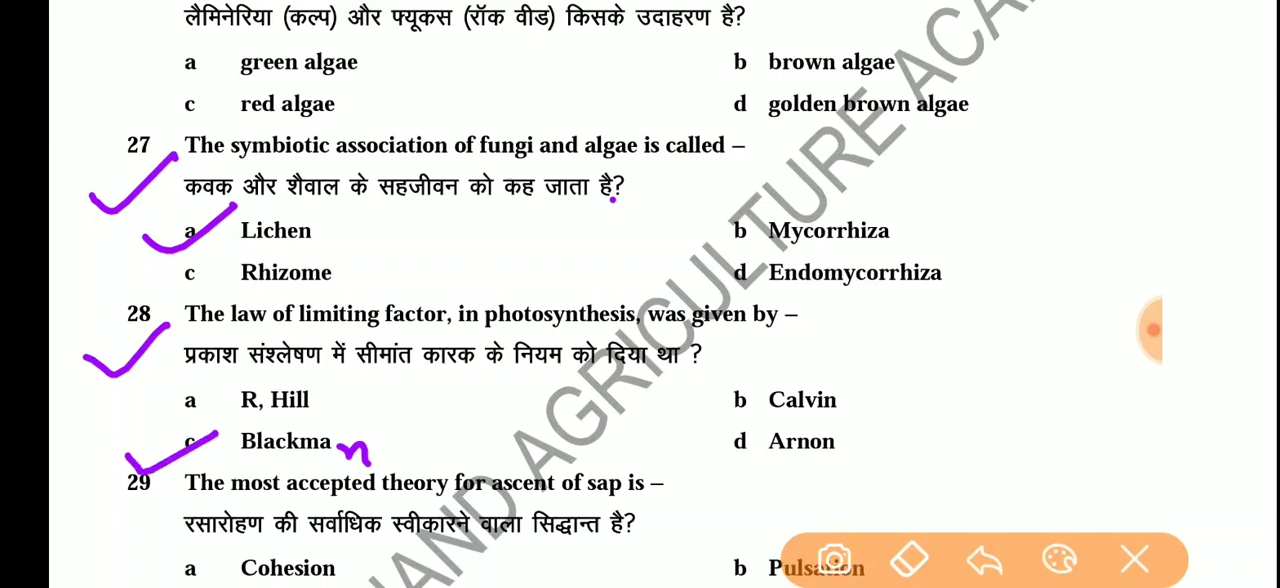 लैमिनेरिया (कल्प) और फ्यूकस (रॉक वीड) किसके उदाहरण है?
a green algae b brown algae
c red algae d golden brown algae
27 The symbiotic association of fungi and algae is called –
कवक और शैवाल के सहजीवन को कह जाता है?
a Lichen b Mycorrhiza
c Rhizome d Endomycorrhiza
28 The law of limiting factor, in photosynthesis, was given by –
प्रकाश संश्लेषण में सीमांत कारक के नियम को दिया था ?
a R, Hill b Calvin
c Blackma n d Arnon
29 The most accepted theory for ascent of sap is –
रसारोहण की सर्वाधिक स्वीकारने वाला सिद्धान्त है?
a Cohesion b Pulsation
AND AGRICULTURE ACA